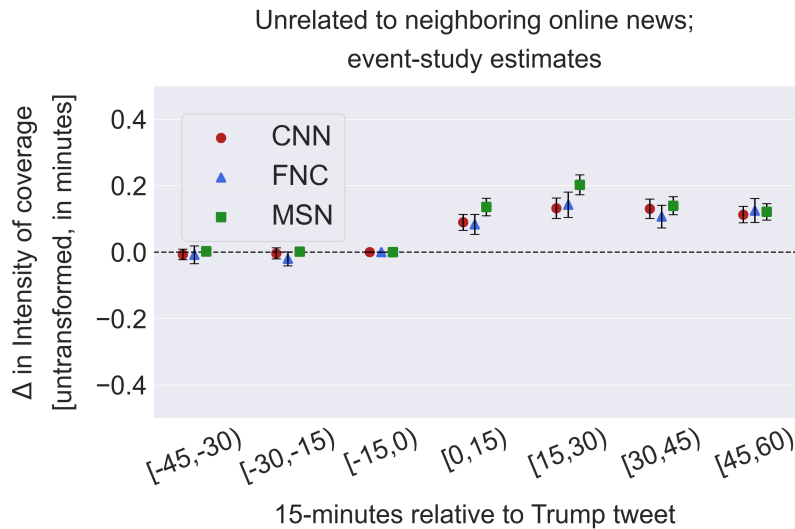 Unrelated to neighboring online news;
event-study estimates
Δ in Intensity of coverage
[untransformed, in minutes]
0.4
0.2
0.0
−0.2
−0.4
CNN
FNC
MSN
[-45,-30)
[-30,-15)
[-15,0)
[0,15)
[15,30)
[30,45)
[45,60)
15-minutes relative to Trump tweet